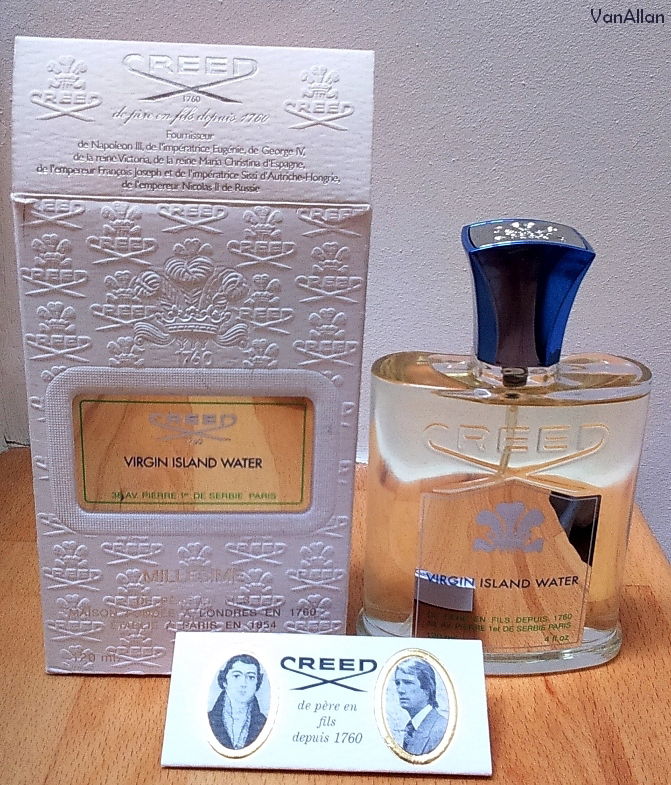 VanAllan
CREED
1760
de père en fils depuis 1760
CREED
CREED
Fournisseur
de Napoleon III, de l'impératrice Eugénie, de George IV,
de la reine Victoria, de la reine Maria Christina d'Espagne,
de l'empereur François Joseph et de l'impératrice Sissi d'Autriche-Hongrie,
de l'empereur Nicolas II de Russie
1760
CREED
VIRGIN ISLAND WATER
38 AV. PIERRE 1er DE SERBIE PARIS
MILLESIME
MAISON FONDÉE A LONDRES EN 1760
PARIS EN 1854
120 ml
CREED
VIRGIN ISLAND WATER
DE PERE EN FILS DEPUIS 1760
38 AV. PIERRE 1er DE SERBIE PARIS
4 fl.oz
CREED
de père en
fils
depuis 1760